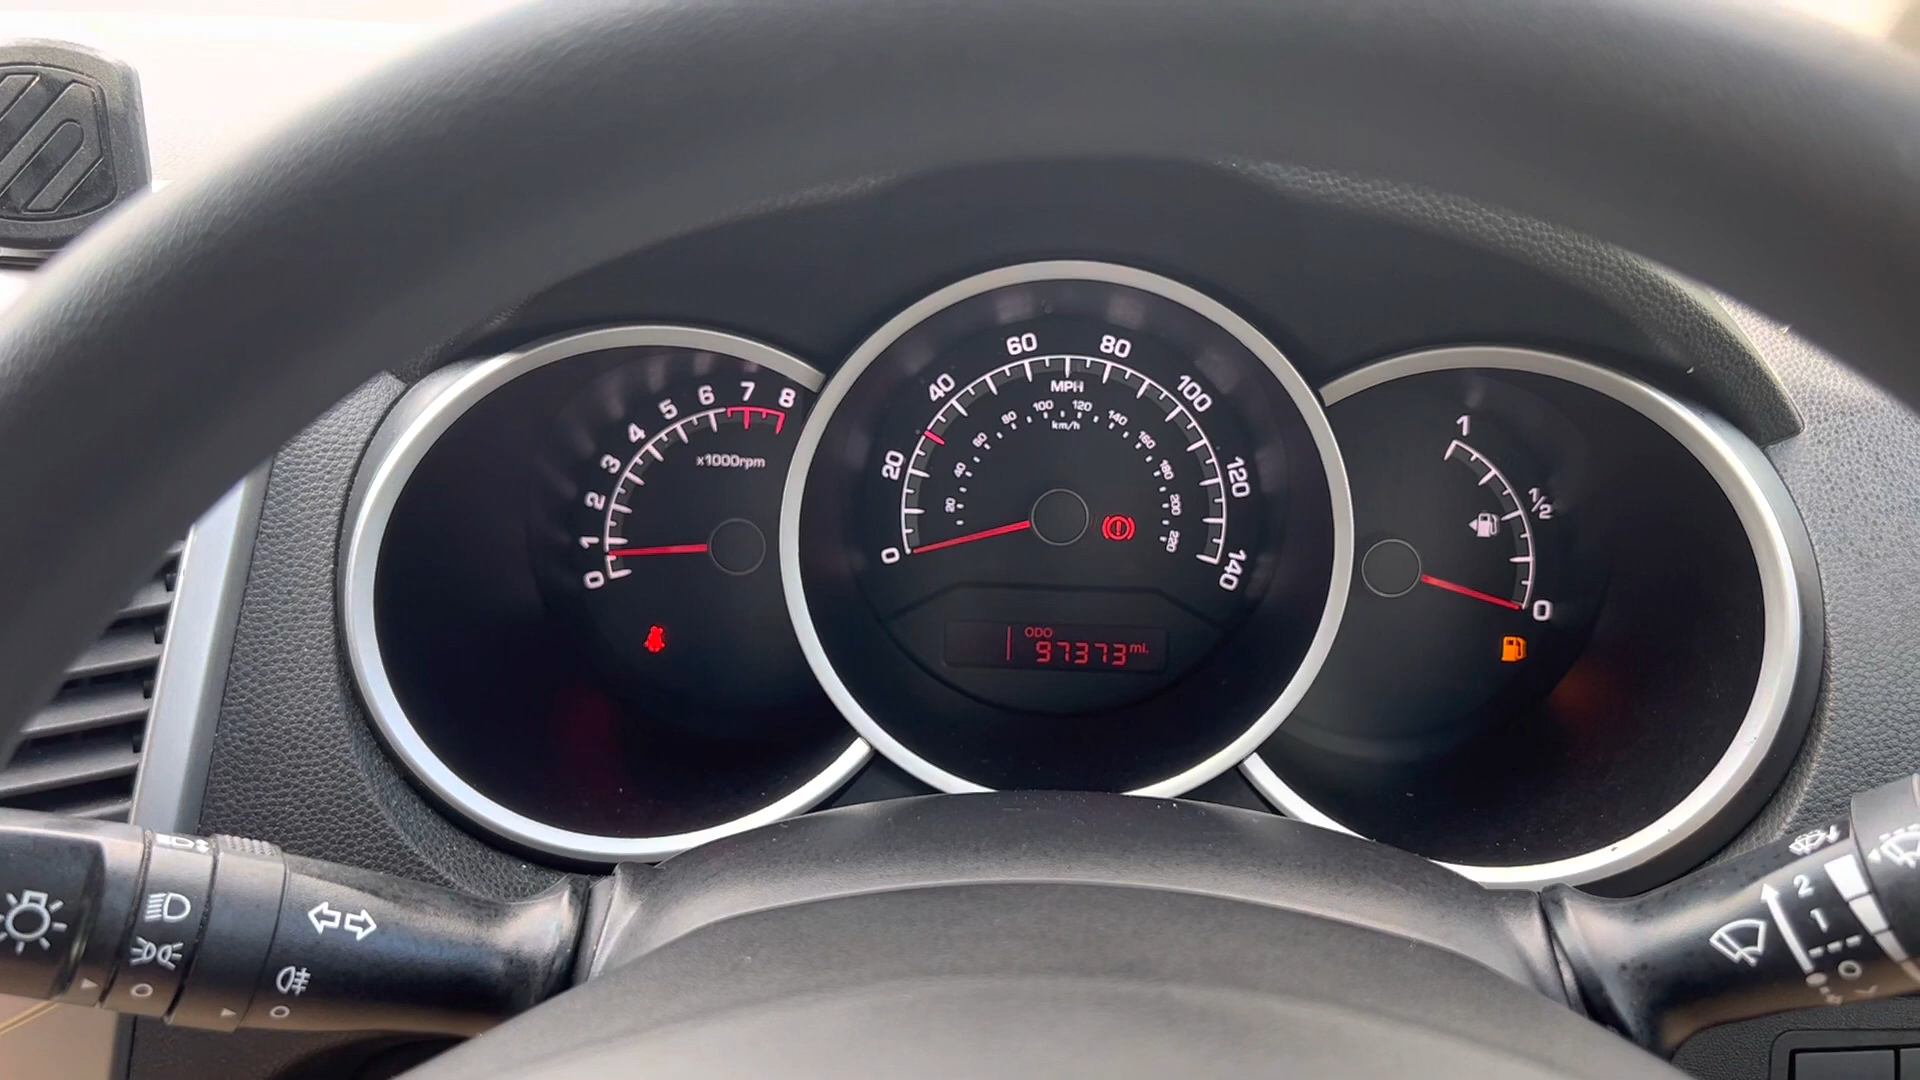 0 1 2 3 4 5 6 7 8
x1000rpm
0 20 40 60 80 100 120 140
MPH
20 40 60 80 100 120 140 160 180 200 220
km/h
ODO
97373 mi.
1
1/2
0
2
1